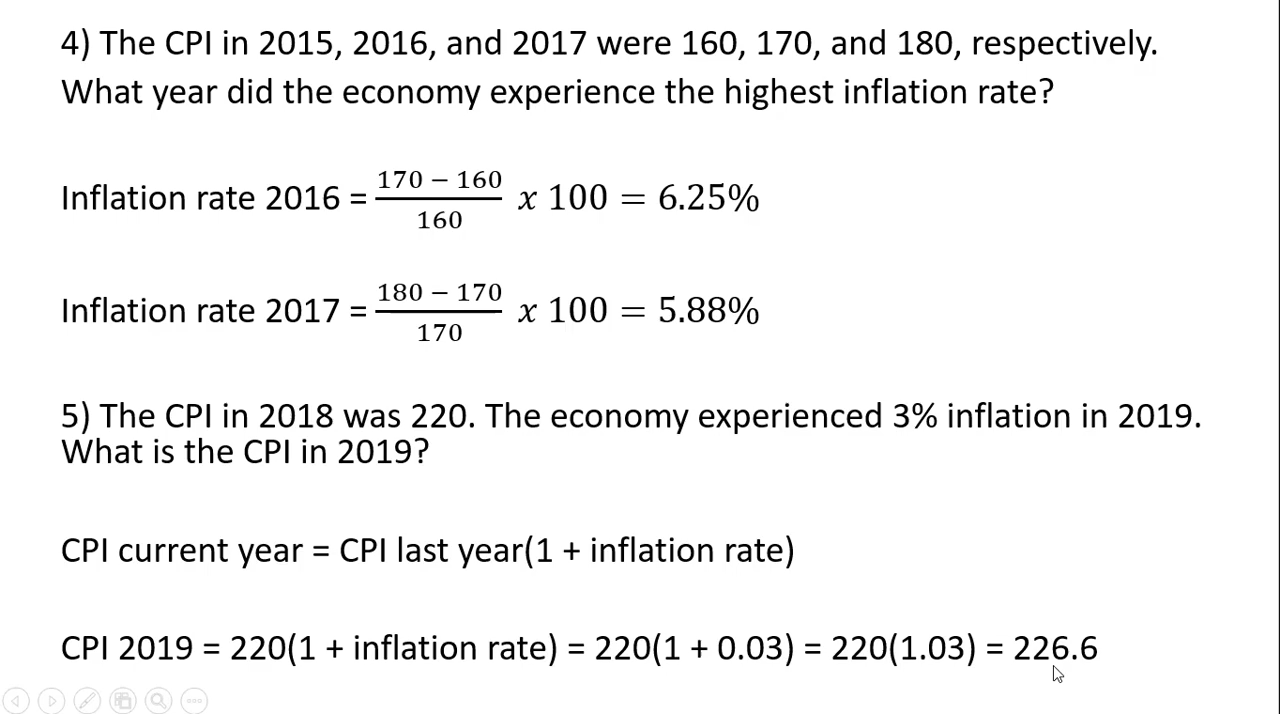 4) The CPI in 2015, 2016, and 2017 were 160, 170, and 180, respectively.
What year did the economy experience the highest inflation rate?
Inflation rate 2016 = (170 − 160)/160 x 100 = 6.25%
Inflation rate 2017 = (180 − 170)/170 x 100 = 5.88%
5) The CPI in 2018 was 220. The economy experienced 3% inflation in 2019.
What is the CPI in 2019?
CPI current year = CPI last year(1 + inflation rate)
CPI 2019 = 220(1 + inflation rate) = 220(1 + 0.03) = 220(1.03) = 226.6